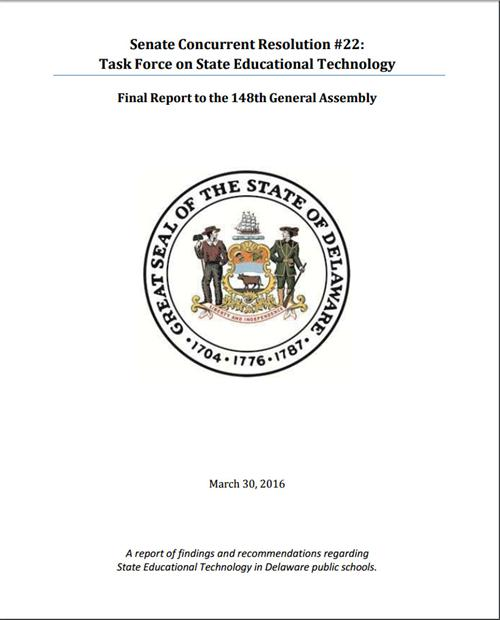 Senate Concurrent Resolution #22:
Task Force on State Educational Technology
Final Report to the 148th General Assembly
GREAT SEAL OF THE STATE OF DELAWARE
LIBERTY AND INDEPENDENCE
• 1704 • 1776 • 1787 •
March 30, 2016
A report of findings and recommendations regarding
State Educational Technology in Delaware public schools.